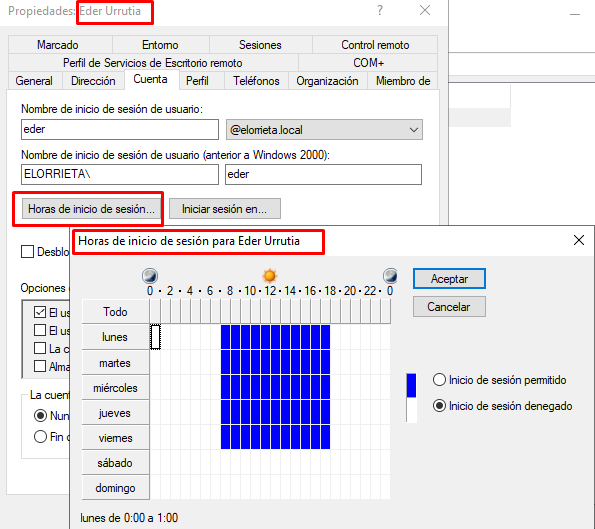 Propiedades: Eder Urrutia ?
Marcado Entorno Sesiones Control remoto
Perfil de Servicios de Escritorio remoto COM+
General Dirección Cuenta Perfil Teléfonos Organización Miembro de
Nombre de inicio de sesión de usuario:
eder @elorrieta.local
Nombre de inicio de sesión de usuario (anterior a Windows 2000):
ELORRIETA\ eder
Horas de inicio de sesión... Iniciar sesión en...
Desblo
Opciones
El us
El us
La c
Alma
La cuent
Nun
Fin d
Horas de inicio de sesión para Eder Urrutia
0 · 2 · 4 · 6 · 8 · 10 · 12 · 14 · 16 · 18 · 20 · 22 · 0
Todo
lunes
martes
miércoles
jueves
viernes
sábado
domingo
Aceptar
Cancelar
Inicio de sesión permitido
Inicio de sesión denegado
lunes de 0:00 a 1:00